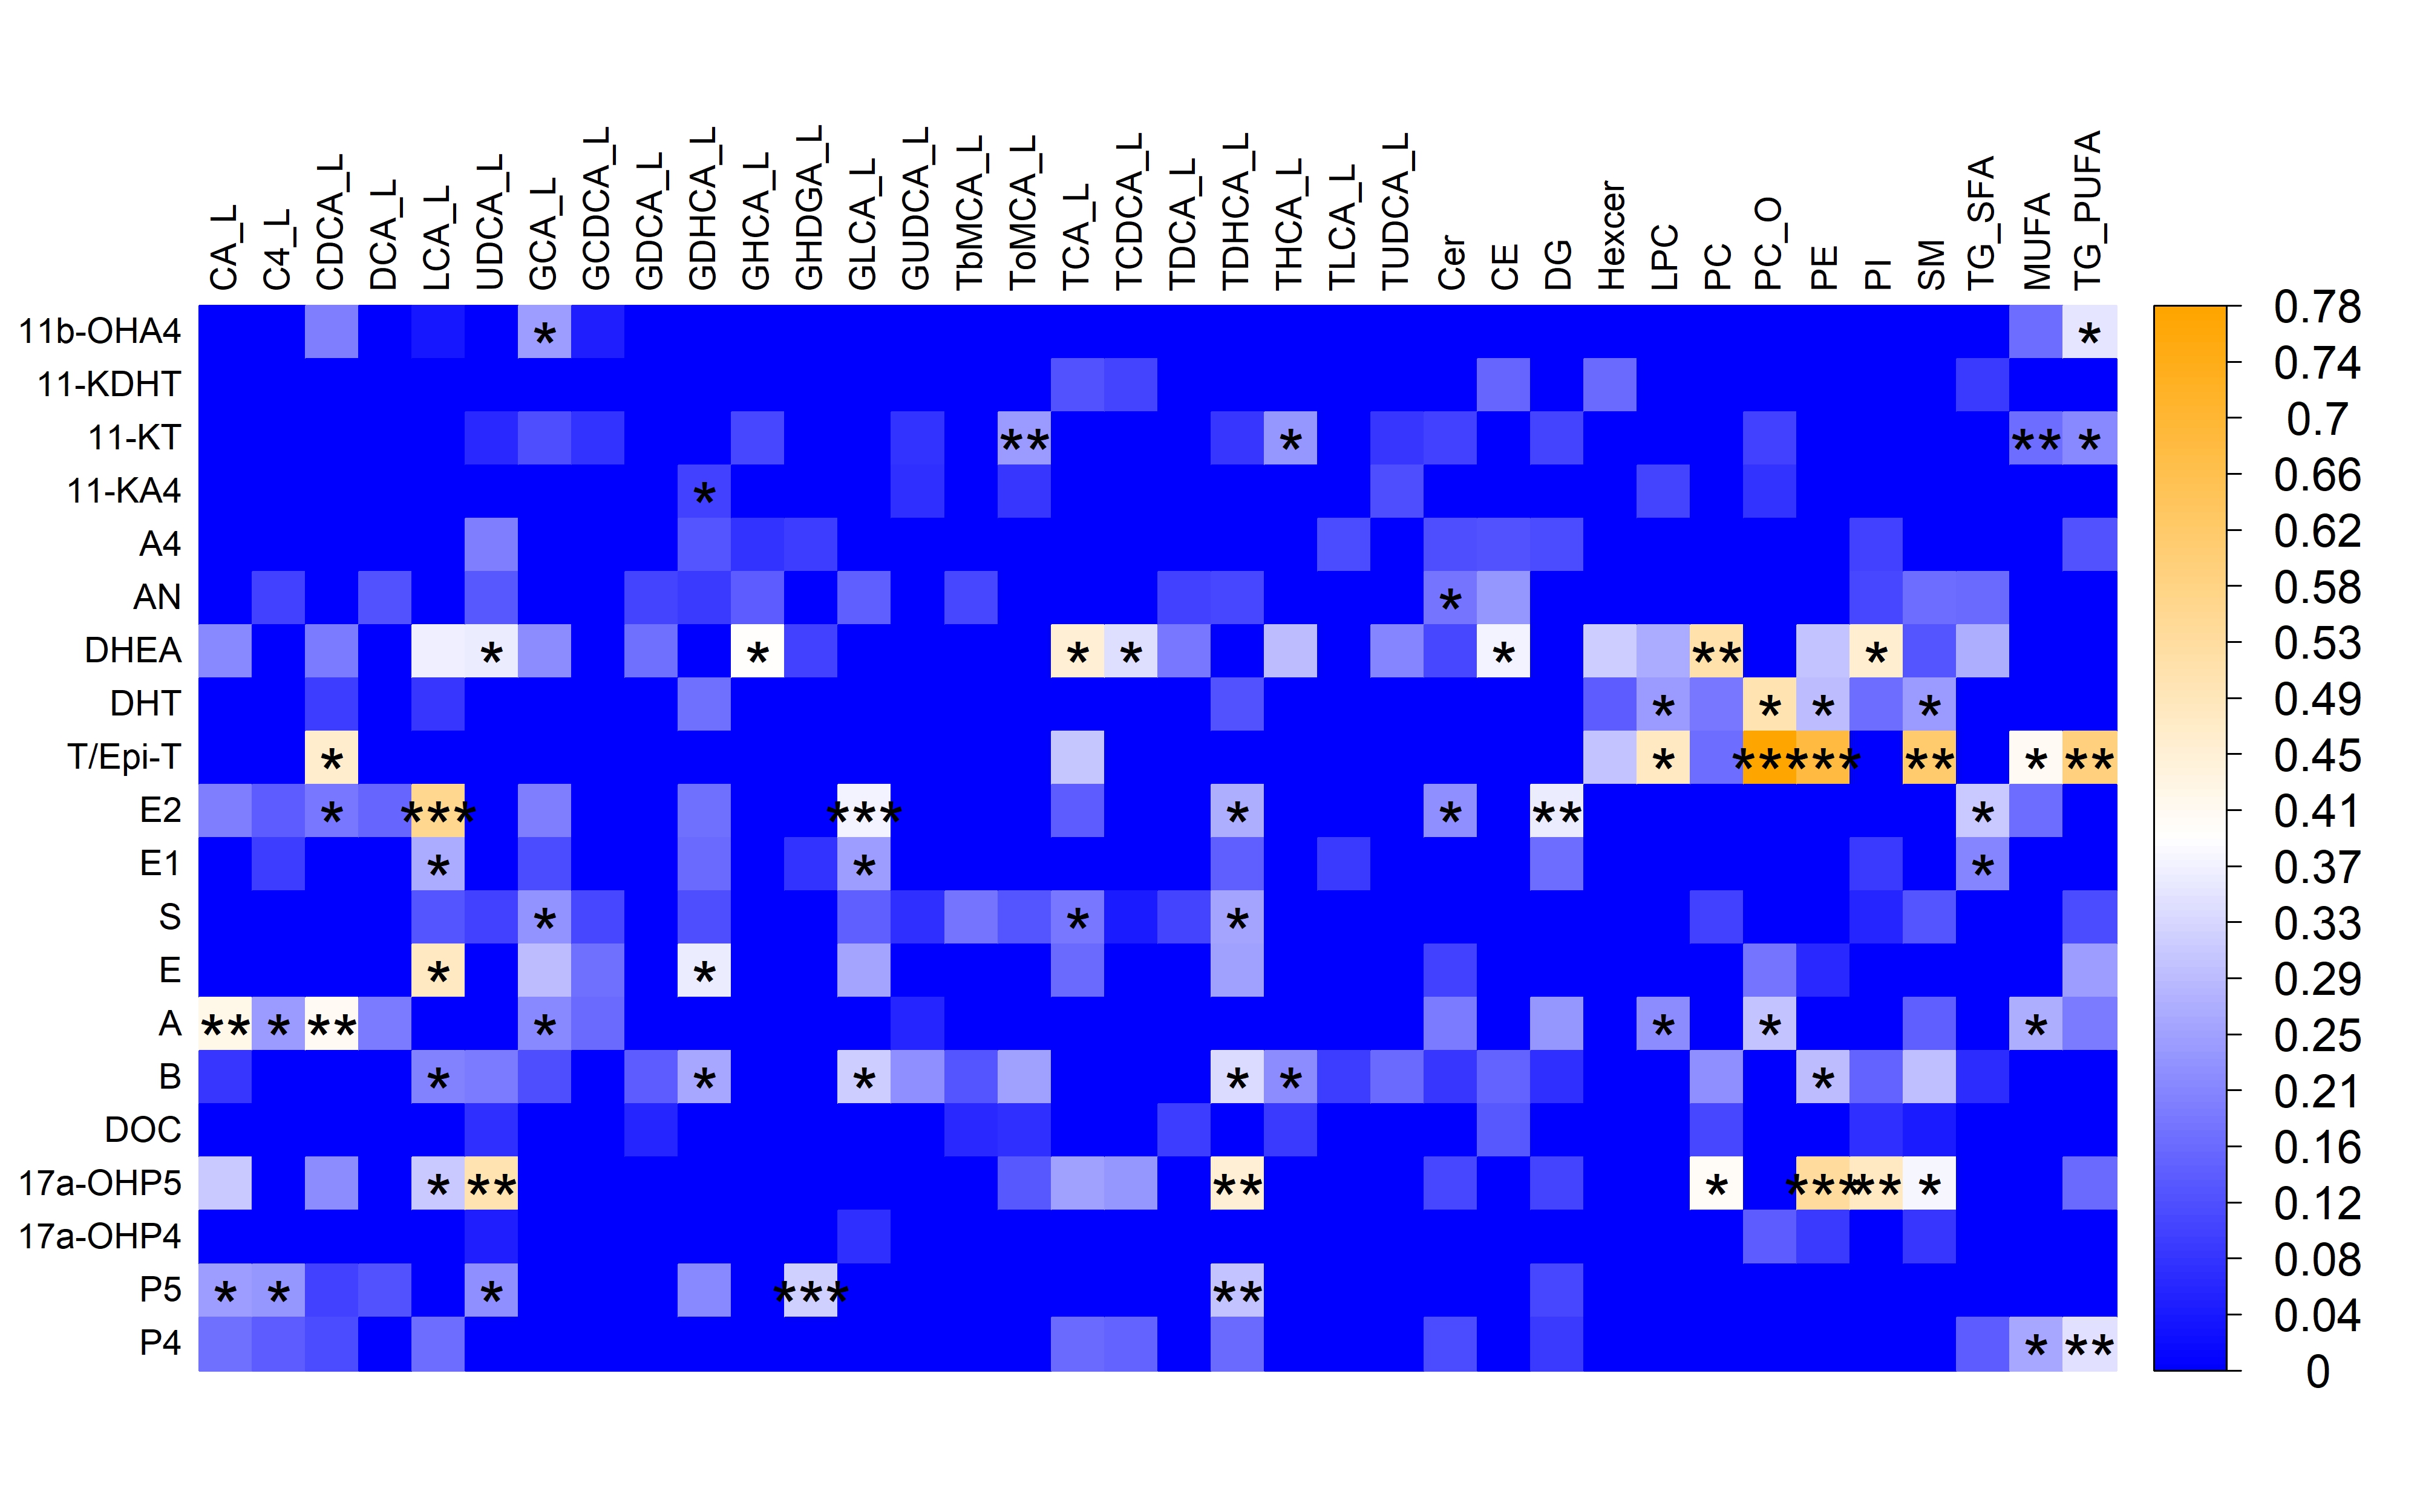 CA_L
C4_L
CDCA_L
DCA_L
LCA_L
UDCA_L
GCA_L
GCDCA_L
GDCA_L
GDHCA_L
GHCA_L
GHDGA_L
GLCA_L
GUDCA_L
TbMCA_L
ToMCA_L
TCA_L
TCDCA_L
TDCA_L
TDHCA_L
THCA_L
TLCA_L
TUDCA_L
Cer
CE
DG
Hexcer
LPC
PC
PC_O
PE
PI
SM
TG_SFA
MUFA
TG_PUFA
11b-OHA4 * *
11-KDHT
11-KT ** * ** *
11-KA4 *
A4
AN *
DHEA * * * * * ** *
DHT * * * *
T/Epi-T * * *** *** ** * **
E2 * *** *** * * ** *
E1 * * *
S * * *
E * *
A ** * ** * * * *
B * * * * * *
DOC
17a-OHP5 * ** ** * *** ** *
17a-OHP4
P5 * * * *** **
P4 * **
0.78
0.74
0.7
0.66
0.62
0.58
0.53
0.49
0.45
0.41
0.37
0.33
0.29
0.25
0.21
0.16
0.12
0.08
0.04
0